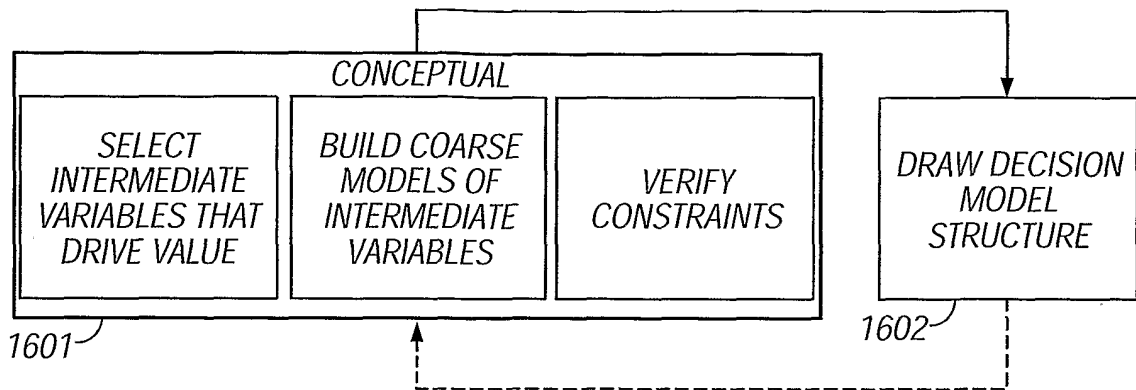 CONCEPTUAL
SELECT
INTERMEDIATE
VARIABLES THAT
DRIVE VALUE
BUILD COARSE
MODELS OF
INTERMEDIATE
VARIABLES
VERIFY
CONSTRAINTS
DRAW DECISION
MODEL
STRUCTURE
1601
1602